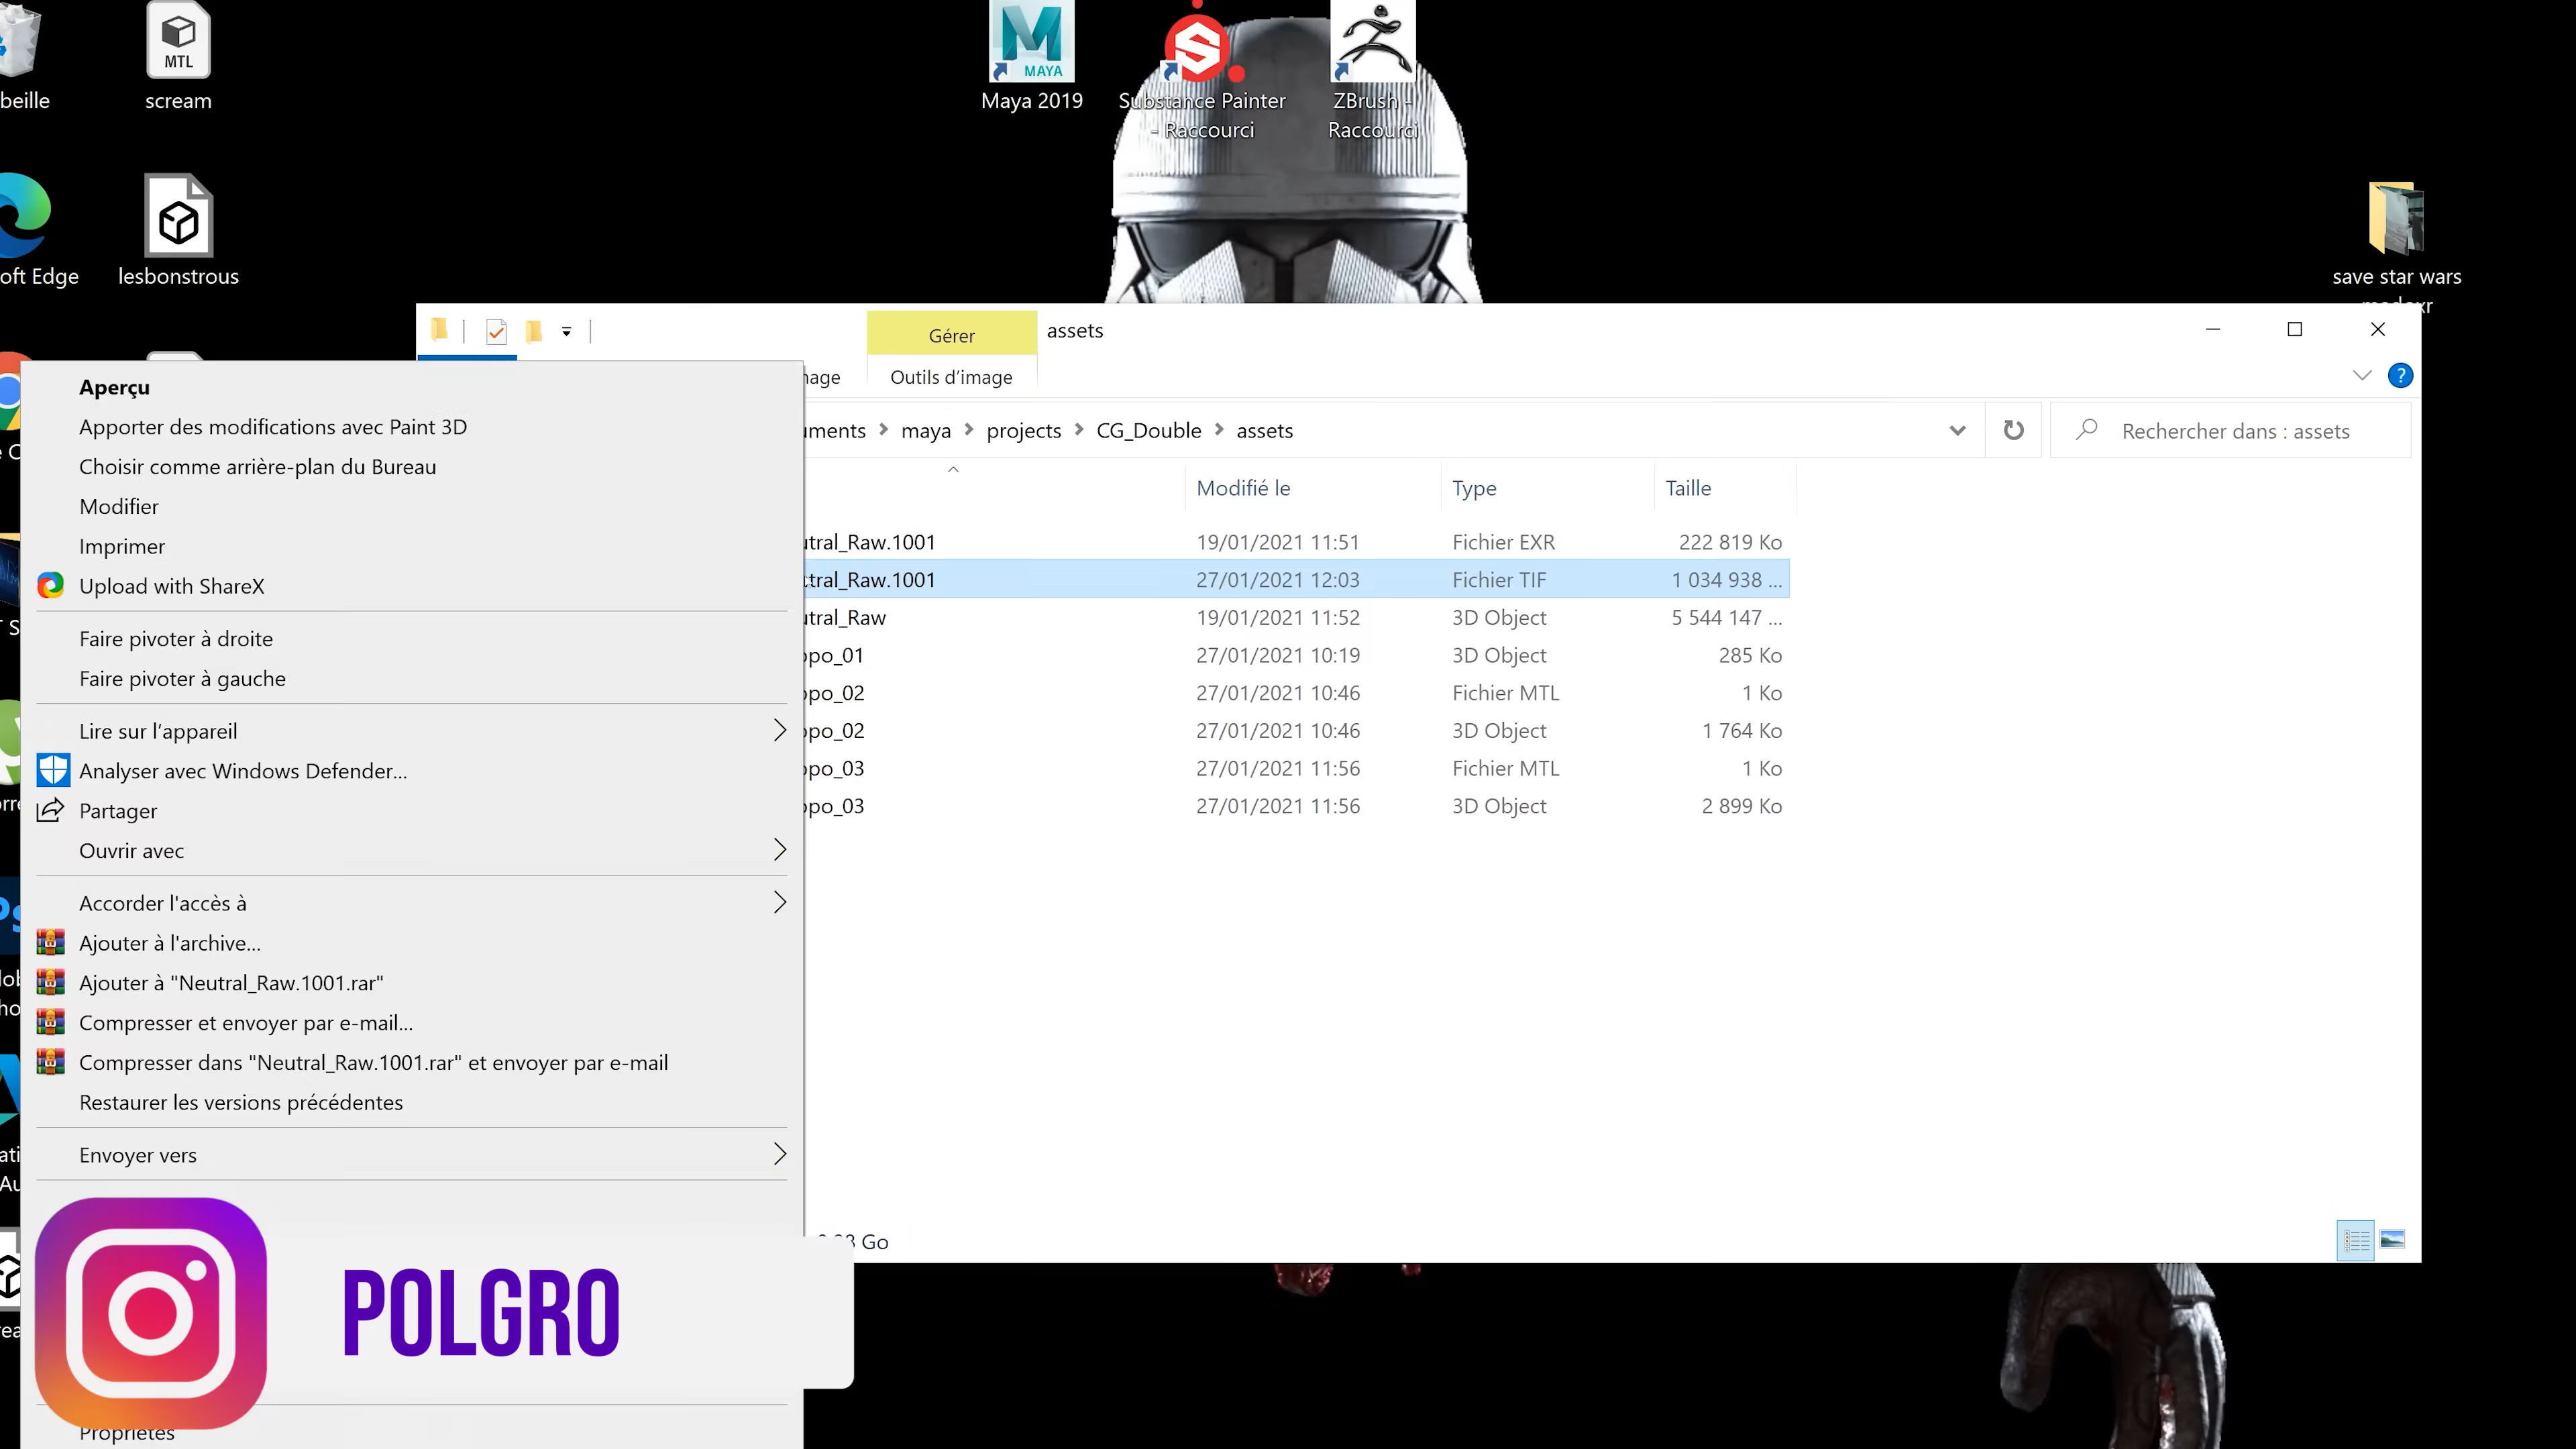 beille
scream
MTL
MAYA
Maya 2019
Substance Painter
- Raccourci
ZBrush -
Raccourci
oft Edge
lesbonstrous
save star wars
Gérer
assets
Outils d'image
Aperçu
Apporter des modifications avec Paint 3D
Choisir comme arrière-plan du Bureau
Modifier
Imprimer
Upload with ShareX
Faire pivoter à droite
Faire pivoter à gauche
Lire sur l'appareil
Analyser avec Windows Defender...
Partager
Ouvrir avec
Accorder l'accès à
Ajouter à l'archive...
Ajouter à "Neutral_Raw.1001.rar"
Compresser et envoyer par e-mail...
Compresser dans "Neutral_Raw.1001.rar" et envoyer par e-mail
Restaurer les versions précédentes
Envoyer vers
Propriétés
uments > maya > projects > CG_Double > assets
Rechercher dans : assets
Modifié le Type Taille
utral_Raw.1001 19/01/2021 11:51 Fichier EXR 222 819 Ko
tral_Raw.1001 27/01/2021 12:03 Fichier TIF 1 034 938 ...
utral_Raw 19/01/2021 11:52 3D Object 5 544 147 ...
ppo_01 27/01/2021 10:19 3D Object 285 Ko
ppo_02 27/01/2021 10:46 Fichier MTL 1 Ko
ppo_02 27/01/2021 10:46 3D Object 1 764 Ko
ppo_03 27/01/2021 11:56 Fichier MTL 1 Ko
ppo_03 27/01/2021 11:56 3D Object 2 899 Ko
Go
POLGRO